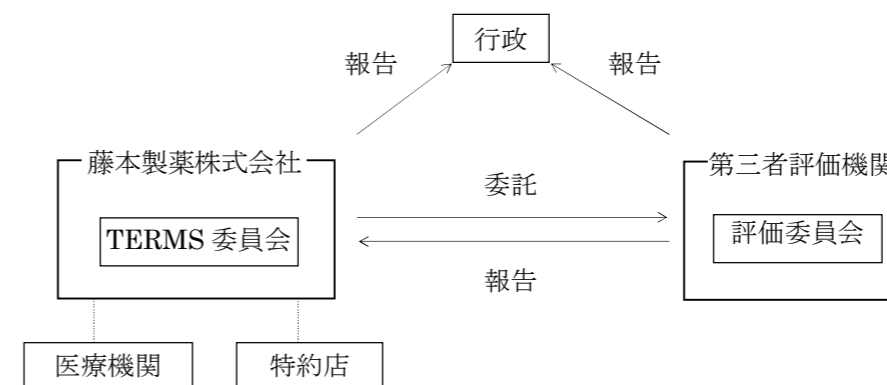 行政
報告
報告
藤本製薬株式会社
第三者評価機関
委託
TERMS 委員会
評価委員会
報告
医療機関
特約店